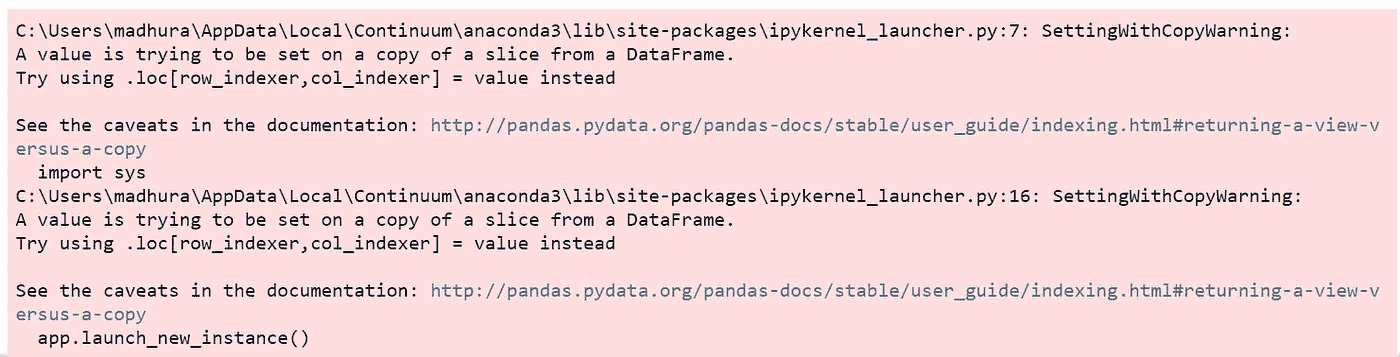 C:\Users\madhura\AppData\Local\Continuum\anaconda3\lib\site-packages\ipykernel_launcher.py:7: SettingWithCopyWarning:
A value is trying to be set on a copy of a slice from a DataFrame.
Try using .loc[row_indexer,col_indexer] = value instead
See the caveats in the documentation: http://pandas.pydata.org/pandas-docs/stable/user_guide/indexing.html#returning-a-view-v
ersus-a-copy
  import sys
C:\Users\madhura\AppData\Local\Continuum\anaconda3\lib\site-packages\ipykernel_launcher.py:16: SettingWithCopyWarning:
A value is trying to be set on a copy of a slice from a DataFrame.
Try using .loc[row_indexer,col_indexer] = value instead
See the caveats in the documentation: http://pandas.pydata.org/pandas-docs/stable/user_guide/indexing.html#returning-a-view-v
ersus-a-copy
  app.launch_new_instance()